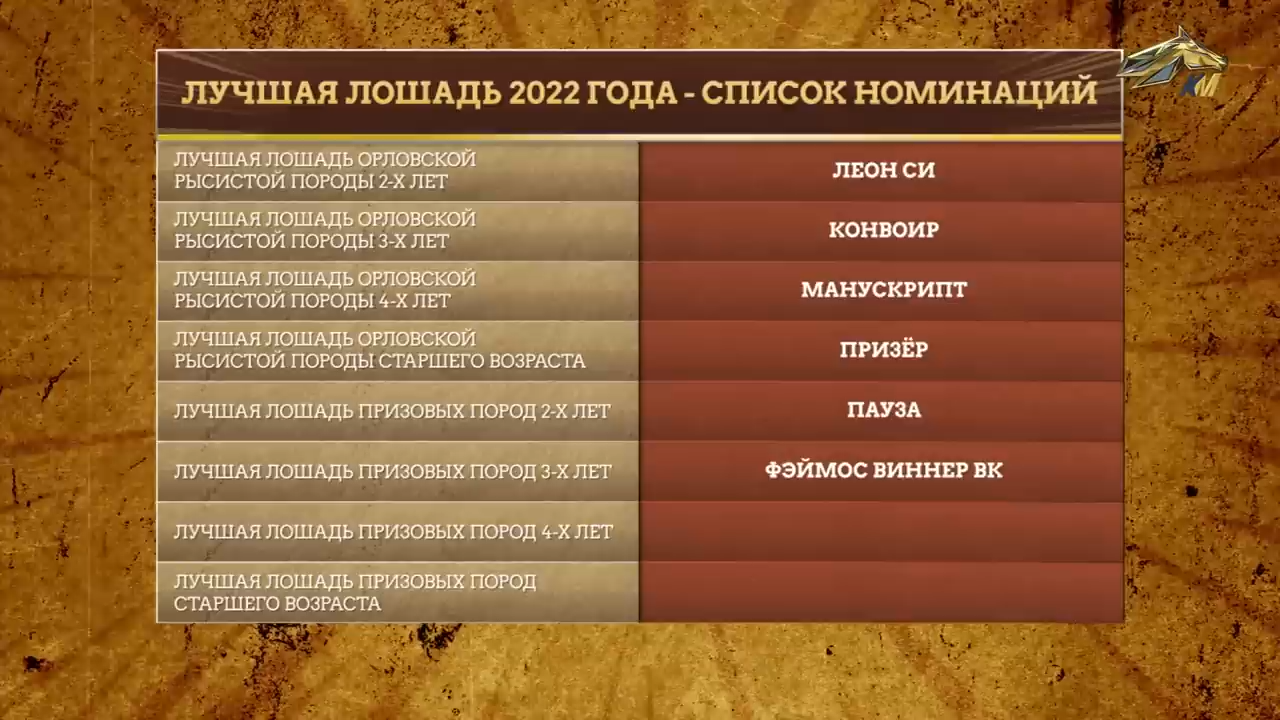 ЛУЧШАЯ ЛОШАДЬ 2022 ГОДА - СПИСОК НОМИНАЦИЙ
КМ
ЛУЧШАЯ ЛОШАДЬ ОРЛОВСКОЙ
РЫСИСТОЙ ПОРОДЫ 2-Х ЛЕТ
ЛЕОН СИ
ЛУЧШАЯ ЛОШАДЬ ОРЛОВСКОЙ
РЫСИСТОЙ ПОРОДЫ 3-Х ЛЕТ
КОНВОИР
ЛУЧШАЯ ЛОШАДЬ ОРЛОВСКОЙ
РЫСИСТОЙ ПОРОДЫ 4-Х ЛЕТ
МАНУСКРИПТ
ЛУЧШАЯ ЛОШАДЬ ОРЛОВСКОЙ
РЫСИСТОЙ ПОРОДЫ СТАРШЕГО ВОЗРАСТА
ПРИЗЁР
ЛУЧШАЯ ЛОШАДЬ ПРИЗОВЫХ ПОРОД 2-Х ЛЕТ
ПАУЗА
ЛУЧШАЯ ЛОШАДЬ ПРИЗОВЫХ ПОРОД 3-Х ЛЕТ
ФЭЙМОС ВИННЕР ВК
ЛУЧШАЯ ЛОШАДЬ ПРИЗОВЫХ ПОРОД 4-Х ЛЕТ
ЛУЧШАЯ ЛОШАДЬ ПРИЗОВЫХ ПОРОД
СТАРШЕГО ВОЗРАСТА